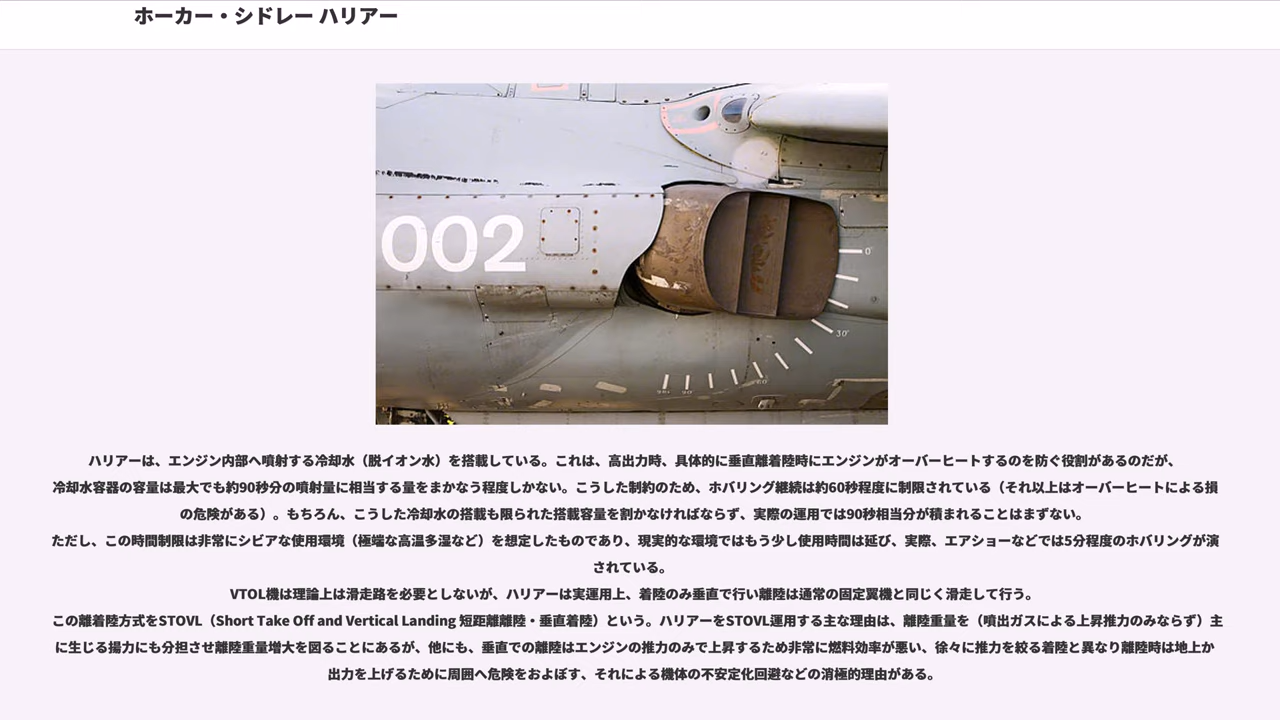 ホーカー・シドレー ハリアー
002
0°
30°
60°
90°
ハリアーは、エンジン内部へ噴射する冷却水（脱イオン水）を搭載している。これは、高出力時、具体的に垂直離着陸時にエンジンがオーバーヒートするのを防ぐ役割があるのだが、
冷却水容器の容量は最大でも約90秒分の噴射量に相当する量をまかなう程度しかない。こうした制約のため、ホバリング継続は約60秒程度に制限されている（それ以上はオーバーヒートによる損
の危険がある）。もちろん、こうした冷却水の搭載も限られた搭載容量を割かなければならず、実際の運用では90秒相当分が積まれることはまずない。
ただし、この時間制限は非常にシビアな使用環境（極端な高温多湿など）を想定したものであり、現実的な環境ではもう少し使用時間は延び、実際、エアショーなどでは5分程度のホバリングが演
されている。
VTOL機は理論上は滑走路を必要としないが、ハリアーは実運用上、着陸のみ垂直で行い離陸は通常の固定翼機と同じく滑走して行う。
この離着陸方式をSTOVL（Short Take Off and Vertical Landing 短距離離陸・垂直着陸）という。ハリアーをSTOVL運用する主な理由は、離陸重量を（噴出ガスによる上昇推力のみならず）主
に生じる揚力にも分担させ離陸重量増大を図ることにあるが、他にも、垂直での離陸はエンジンの推力のみで上昇するため非常に燃料効率が悪い、徐々に推力を絞る着陸と異なり離陸時は地上か
出力を上げるために周囲へ危険をおよぼす、それによる機体の不安定化回避などの消極的理由がある。